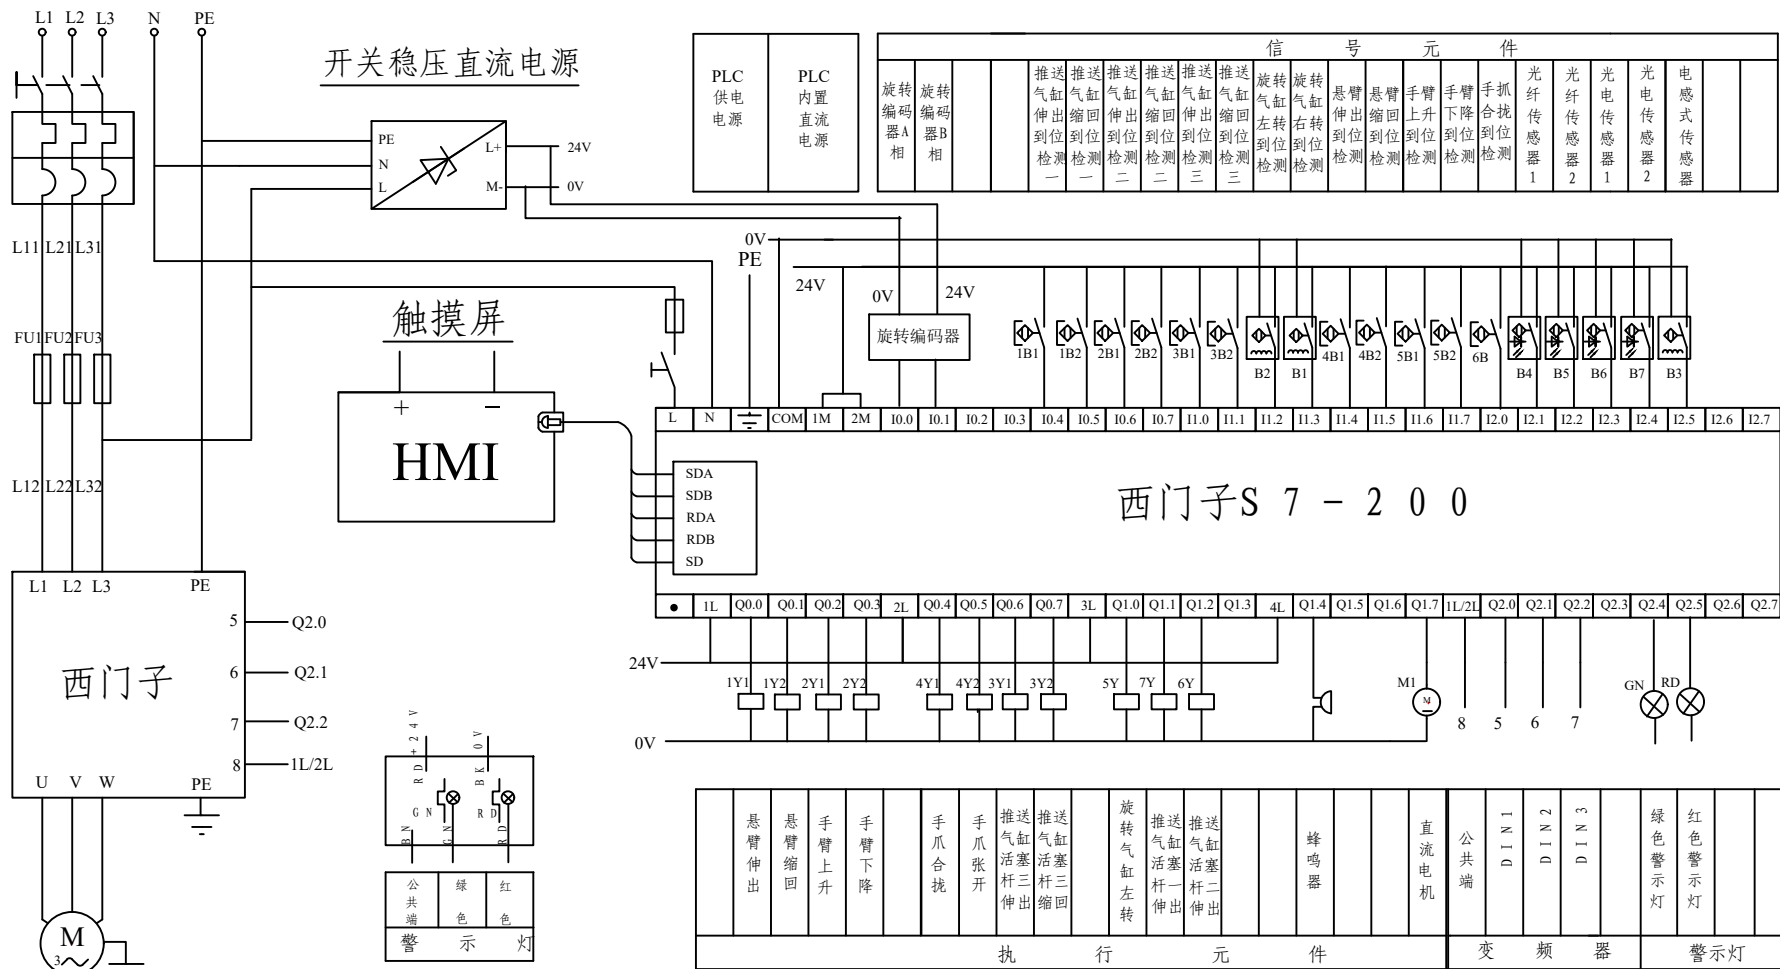 L1 L2 L3 N PE
开关稳压直流电源
PE
N
L
L+
M-
24V
0V
L11 L21 L31
FU1 FU2 FU3
L12 L22 L32
触摸屏
+ −
HMI
L1 L2 L3 PE
西门子
5 Q2.0
6 Q2.1
7 Q2.2
8 1L/2L
U V W PE
M
3
RD +24V
BK 0V
GN
RD
BN
GN
RD
公共端
绿色
红色
警示灯
PLC供电电源
PLC内置直流电源
信号元件
旋转编码器A相
旋转编码器B相
推送气缸伸出到位检测一
推送气缸缩回到位检测一
推送气缸伸出到位检测二
推送气缸缩回到位检测二
推送气缸伸出到位检测三
推送气缸缩回到位检测三
旋转气缸左转到位检测
旋转气缸右转到位检测
悬臂伸出到位检测
悬臂缩回到位检测
手臂上升到位检测
手臂下降到位检测
手抓合拢到位检测
光纤传感器1
光纤传感器2
光电传感器1
光电传感器2
电感式传感器
0V
PE
24V
0V
24V
旋转编码器
1B1 1B2 2B1 2B2 3B1 3B2 B2 B1 4B1 4B2 5B1 5B2 6B B4 B5 B6 B7 B3
L N COM 1M 2M I0.0 I0.1 I0.2 I0.3 I0.4 I0.5 I0.6 I0.7 I1.0 I1.1 I1.2 I1.3 I1.4 I1.5 I1.6 I1.7 I2.0 I2.1 I2.2 I2.3 I2.4 I2.5 I2.6 I2.7
SDA
SDB
RDA
RDB
SD
西门子S7-200
1L Q0.0 Q0.1 Q0.2 Q0.3 2L Q0.4 Q0.5 Q0.6 Q0.7 3L Q1.0 Q1.1 Q1.2 Q1.3 4L Q1.4 Q1.5 Q1.6 Q1.7 1L/2L Q2.0 Q2.1 Q2.2 Q2.3 Q2.4 Q2.5 Q2.6 Q2.7
24V
1Y1 1Y2 2Y1 2Y2 4Y1 4Y2 3Y1 3Y2 5Y 7Y 6Y M1 GN RD
M
8 5 6 7
0V
悬臂伸出
悬臂缩回
手臂上升
手臂下降
手爪合拢
手爪张开
推送气缸活塞杆三伸出
推送气缸活塞杆三缩回
旋转气缸左转
推送气缸活塞杆一伸出
推送气缸活塞杆二伸出
蜂鸣器
直流电机
公共端
DIN1
DIN2
DIN3
绿色警示灯
红色警示灯
执行元件
变频器
警示灯